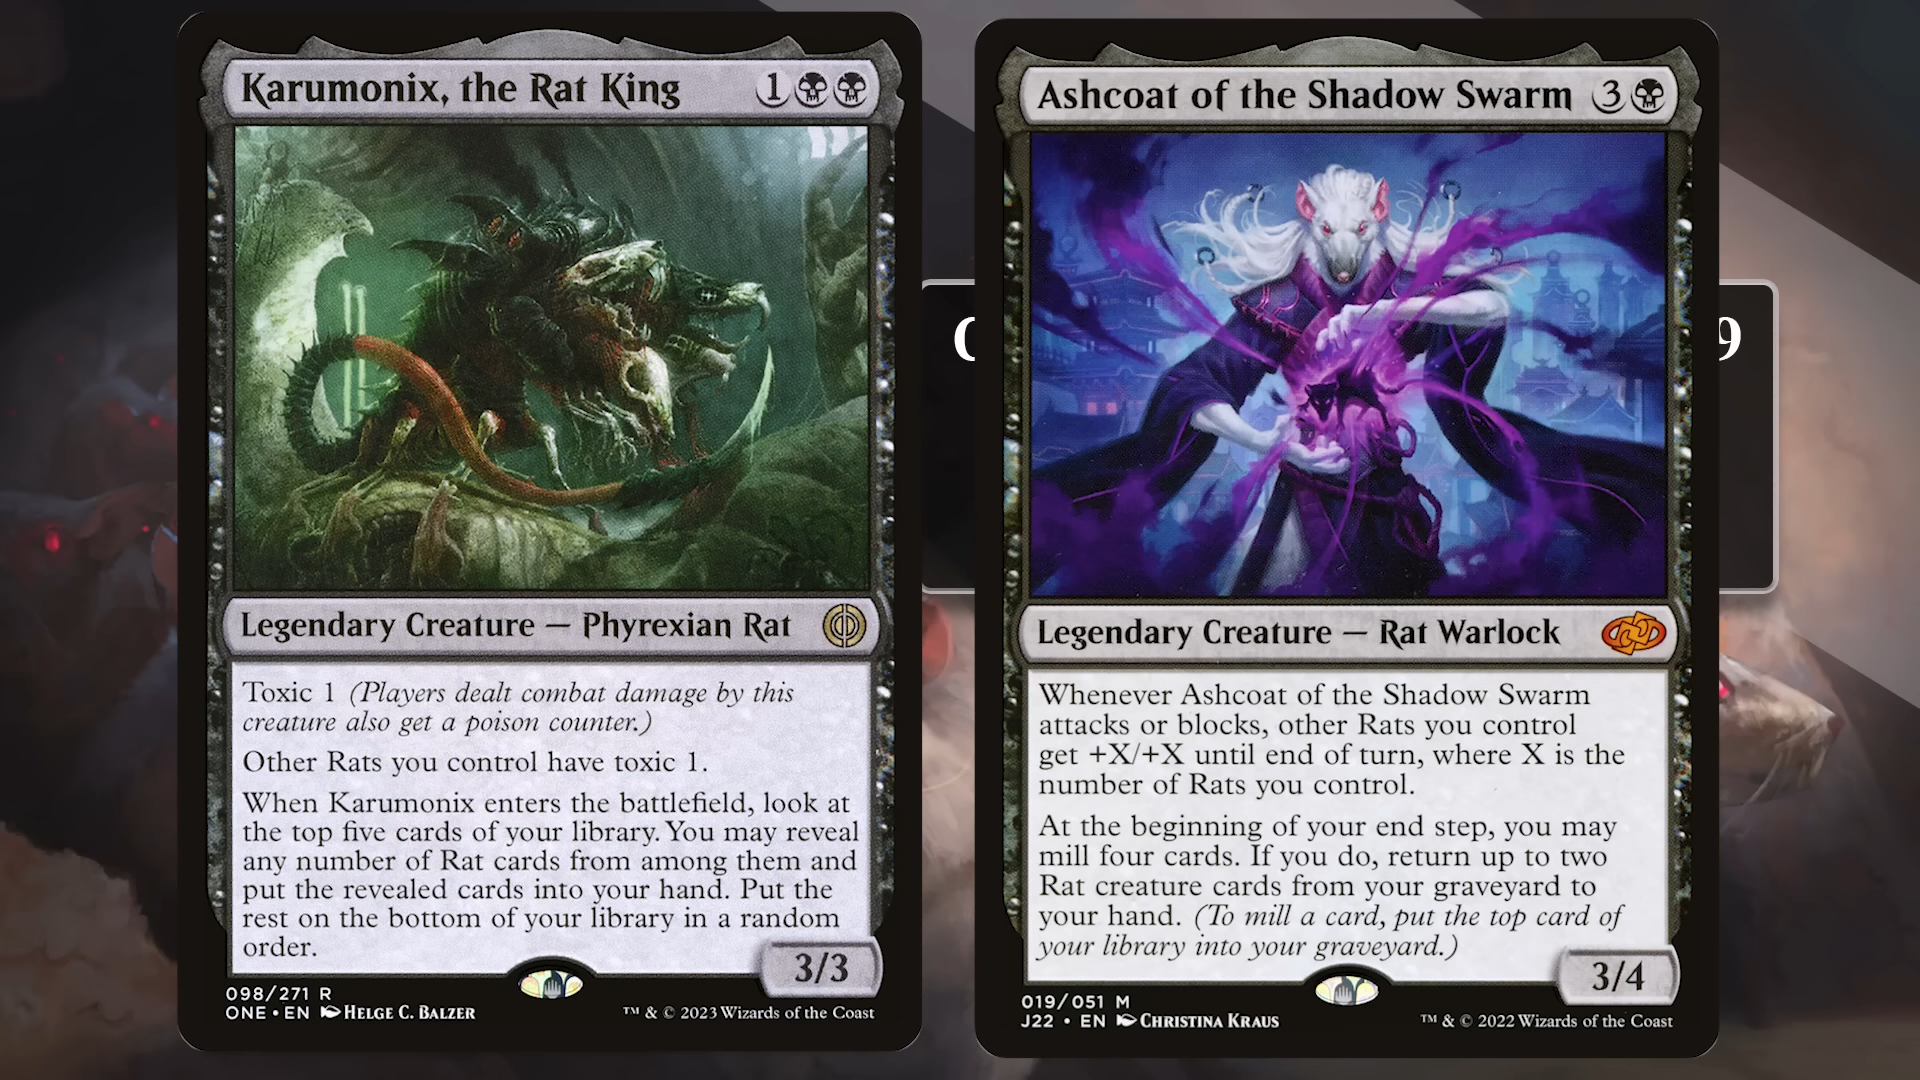 Karumonix, the Rat King 1
Legendary Creature — Phyrexian Rat
Toxic 1 (Players dealt combat damage by this
creature also get a poison counter.)
Other Rats you control have toxic 1.
When Karumonix enters the battlefield, look at
the top five cards of your library. You may reveal
any number of Rat cards from among them and
put the revealed cards into your hand. Put the
rest on the bottom of your library in a random
order.
3/3
098/271 R
ONE • EN HELGE C. BALZER
™ & © 2023 Wizards of the Coast
Ashcoat of the Shadow Swarm 3
Legendary Creature — Rat Warlock
Whenever Ashcoat of the Shadow Swarm
attacks or blocks, other Rats you control
get +X/+X until end of turn, where X is the
number of Rats you control.
At the beginning of your end step, you may
mill four cards. If you do, return up to two
Rat creature cards from your graveyard to
your hand. (To mill a card, put the top card of
your library into your graveyard.)
3/4
019/051 M
J22 • EN CHRISTINA KRAUS
™ & © 2022 Wizards of the Coast
9